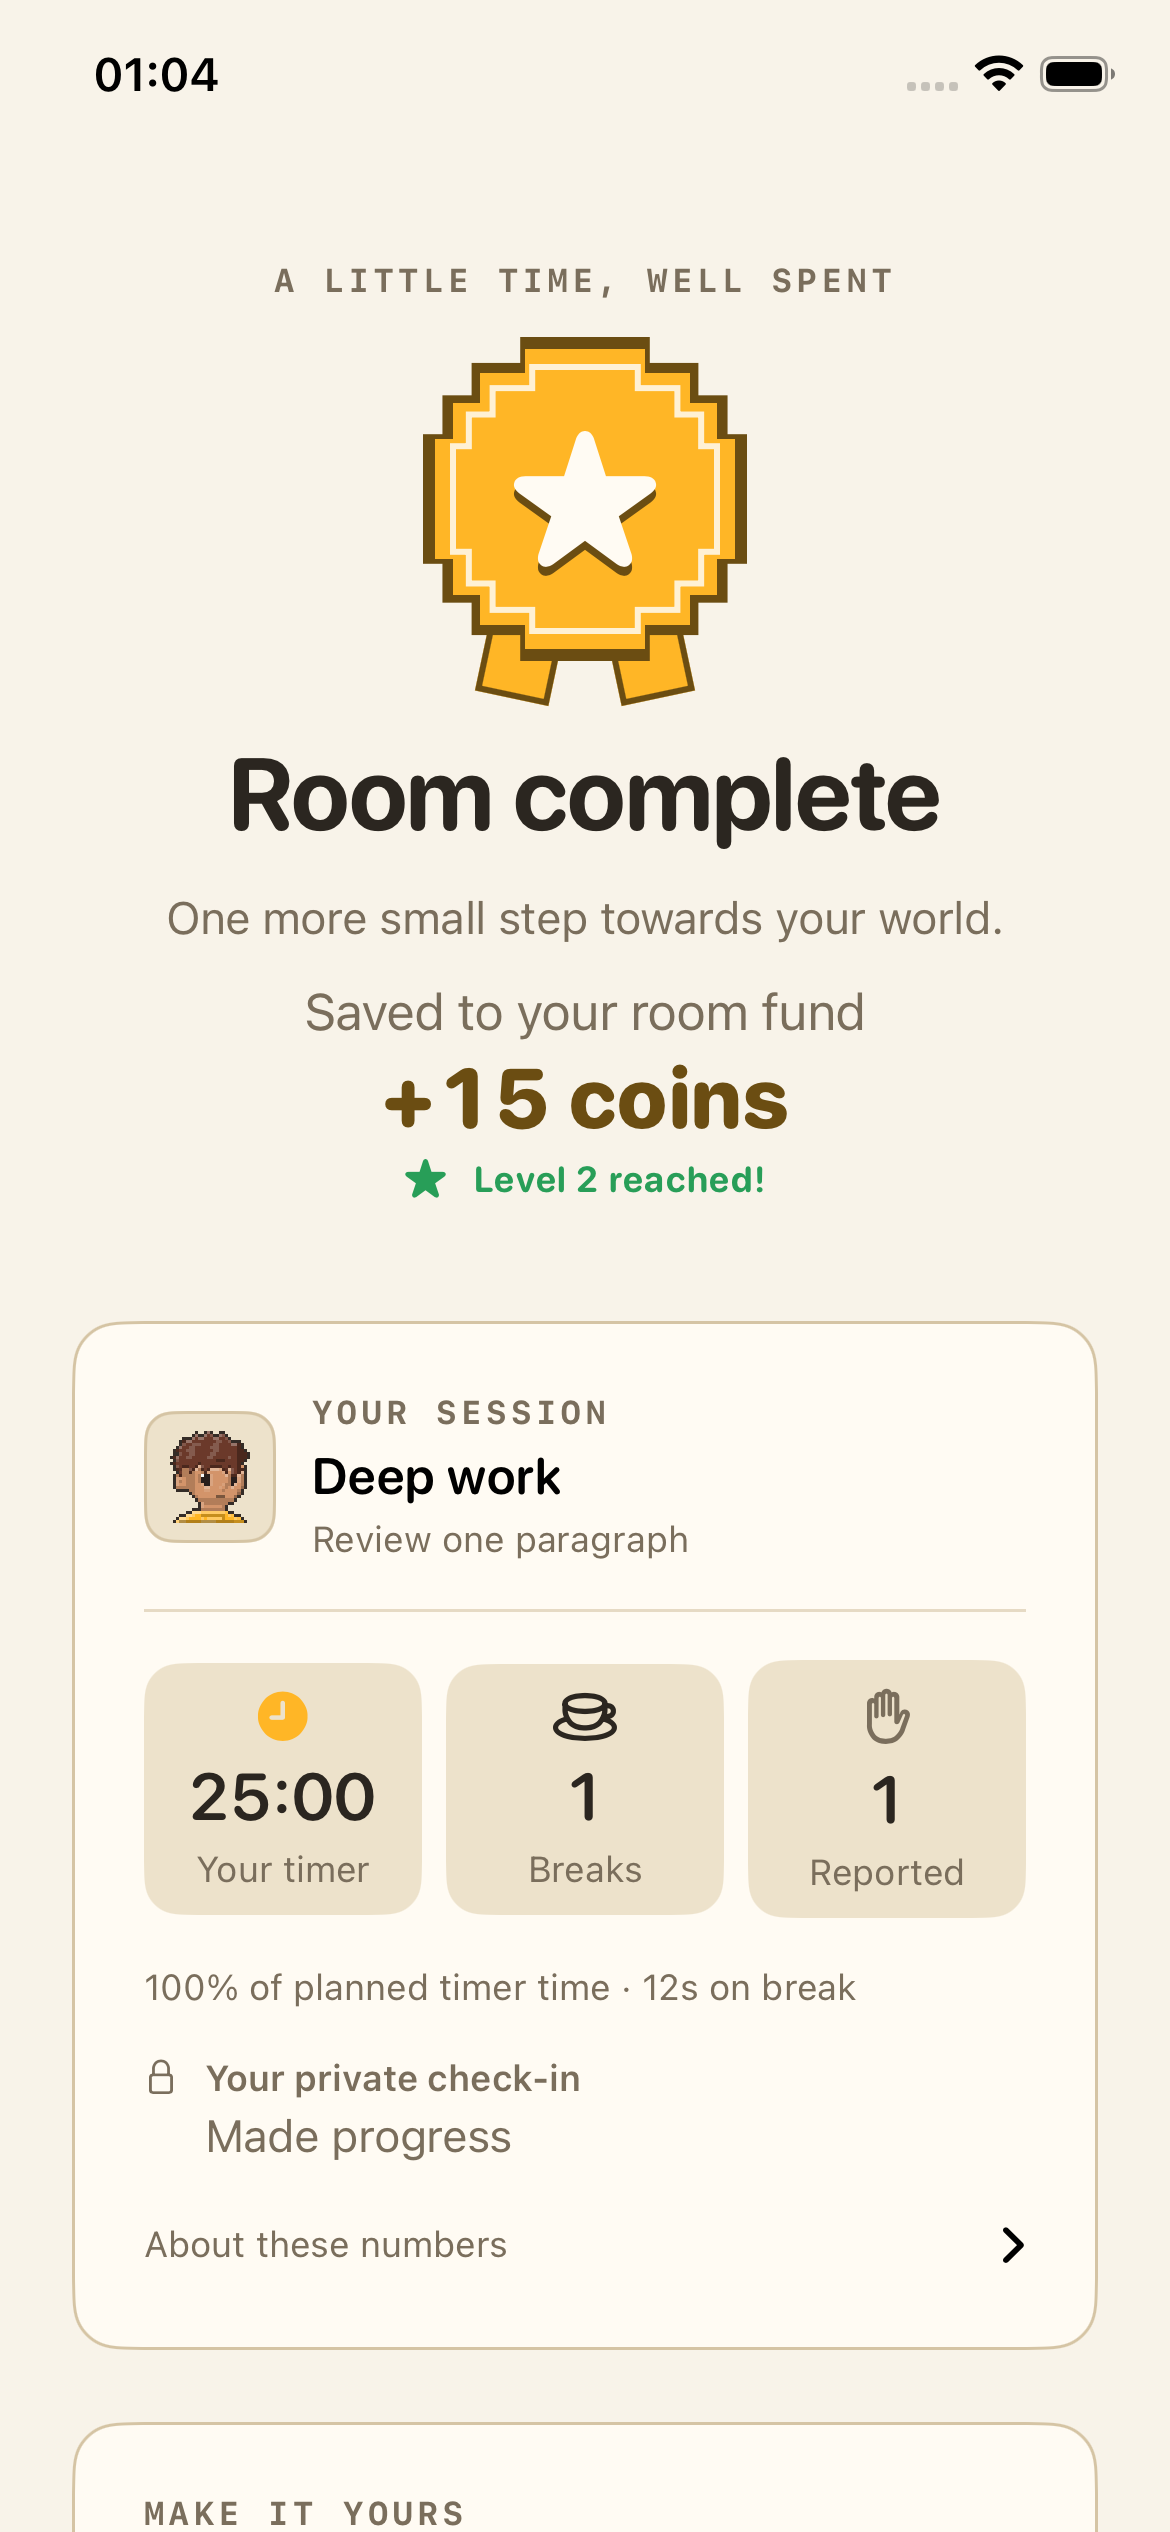 01:04
A LITTLE TIME, WELL SPENT
Room complete
One more small step towards your world.
Saved to your room fund
+15 coins
Level 2 reached!
YOUR SESSION
Deep work
Review one paragraph
25:00
Your timer
1
Breaks
1
Reported
100% of planned timer time · 12s on break
Your private check-in
Made progress
About these numbers
MAKE IT YOURS